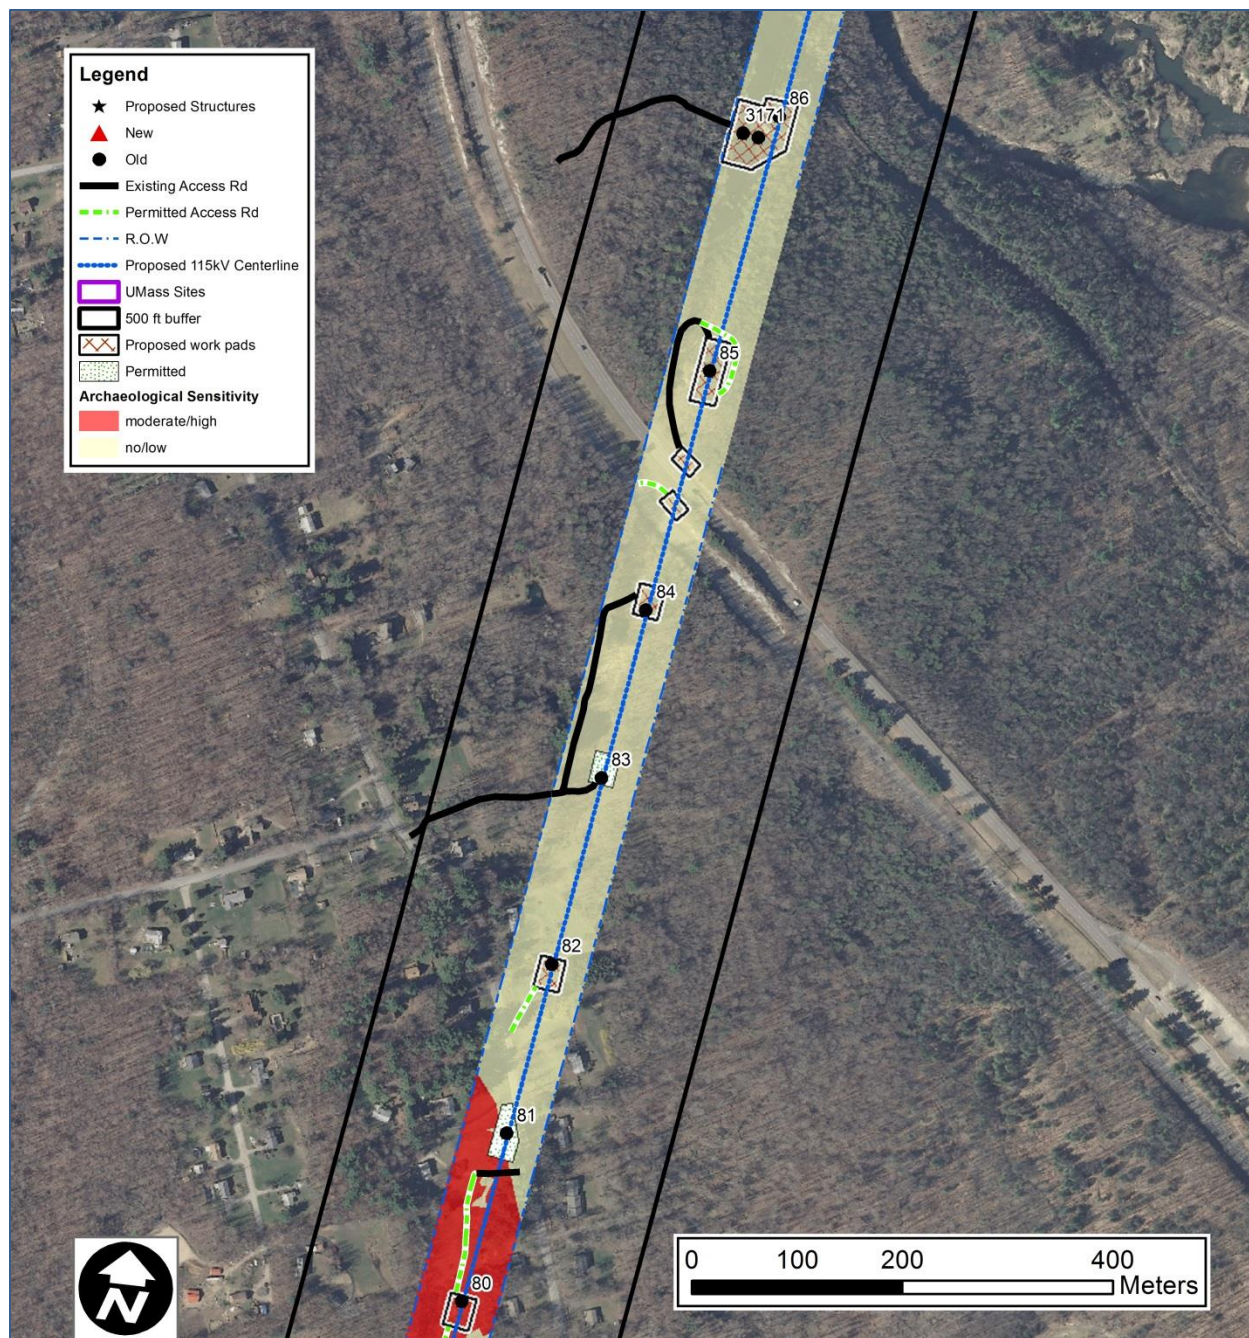 Legend
Proposed Structures
New
Old
Existing Access Rd
Permitted Access Rd
R.O.W
Proposed 115kV Centerline
UMass Sites
500 ft buffer
Proposed work pads
Permitted
Archaeological Sensitivity
moderate/high
no/low
86
3171
85
84
83
82
81
80
N
0 100 200 400
Meters